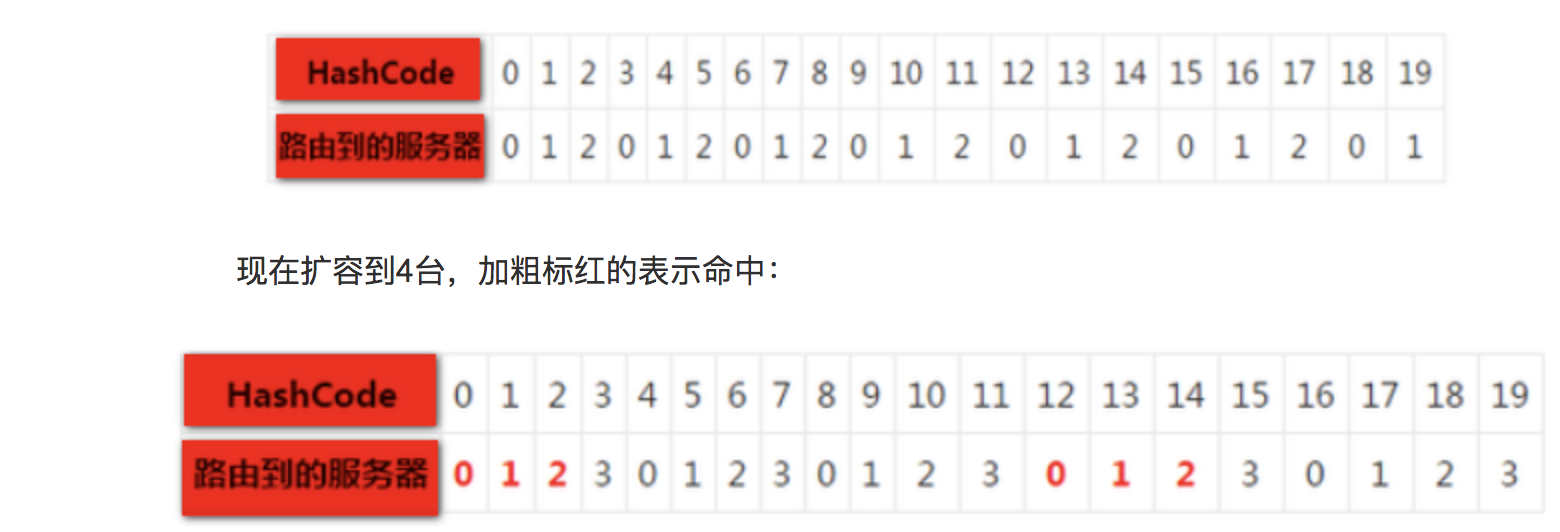 HashCode 0 1 2 3 4 5 6 7 8 9 10 11 12 13 14 15 16 17 18 19
路由到的服务器 0 1 2 0 1 2 0 1 2 0 1 2 0 1 2 0 1 2 0 1
现在扩容到4台，加粗标红的表示命中：
HashCode 0 1 2 3 4 5 6 7 8 9 10 11 12 13 14 15 16 17 18 19
路由到的服务器 0 1 2 3 0 1 2 3 0 1 2 3 0 1 2 3 0 1 2 3